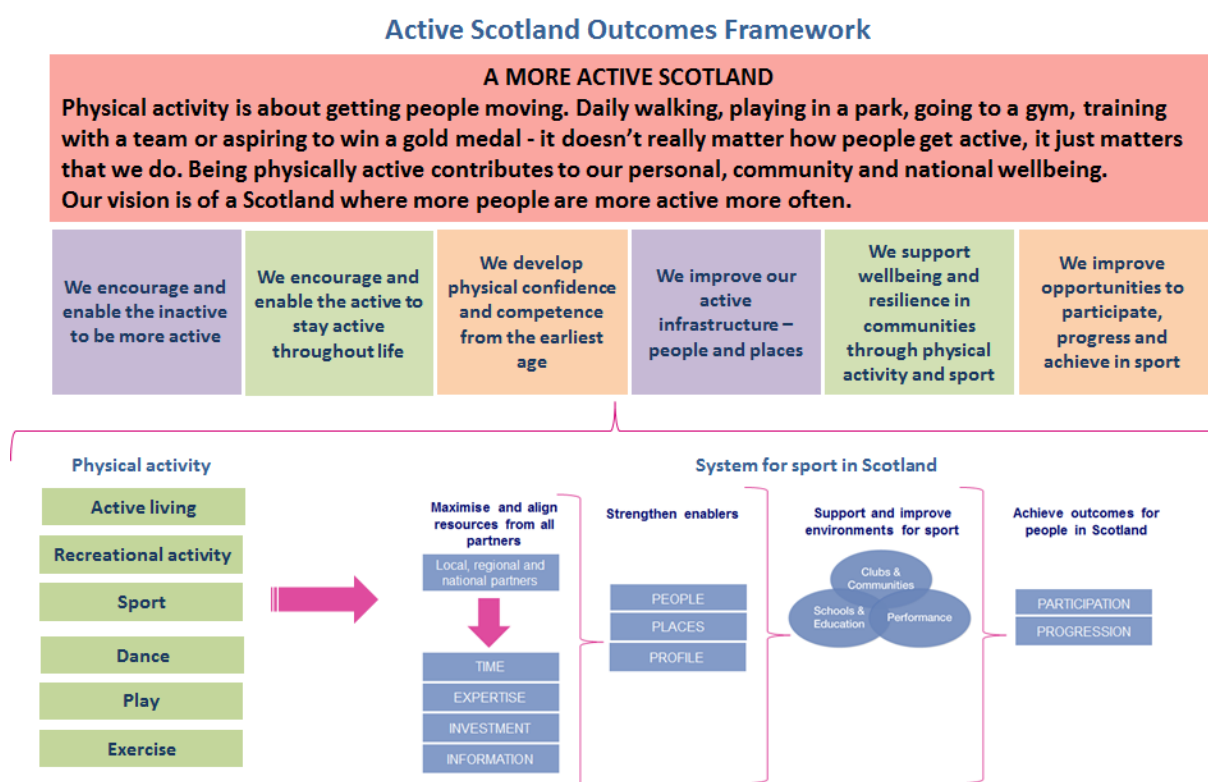 Active Scotland Outcomes Framework
A MORE ACTIVE SCOTLAND
Physical activity is about getting people moving. Daily walking, playing in a park, going to a gym, training
with a team or aspiring to win a gold medal - it doesn’t really matter how people get active, it just matters
that we do. Being physically active contributes to our personal, community and national wellbeing.
Our vision is of a Scotland where more people are more active more often.
We encourage and
enable the inactive
to be more active
We encourage and
enable the active to
stay active
throughout life
We develop
physical confidence
and competence
from the earliest
age
We improve our
active
infrastructure –
people and places
We support
wellbeing and
resilience in
communities
through physical
activity and sport
We improve
opportunities to
participate,
progress and
achieve in sport
Physical activity
Active living
Recreational activity
Sport
Dance
Play
Exercise
System for sport in Scotland
Maximise and align
resources from all
partners
Local, regional and
national partners
TIME
EXPERTISE
INVESTMENT
INFORMATION
Strengthen enablers
PEOPLE
PLACES
PROFILE
Support and improve
environments for sport
Clubs &
Communities
Schools &
Education
Performance
Achieve outcomes for
people in Scotland
PARTICIPATION
PROGRESSION